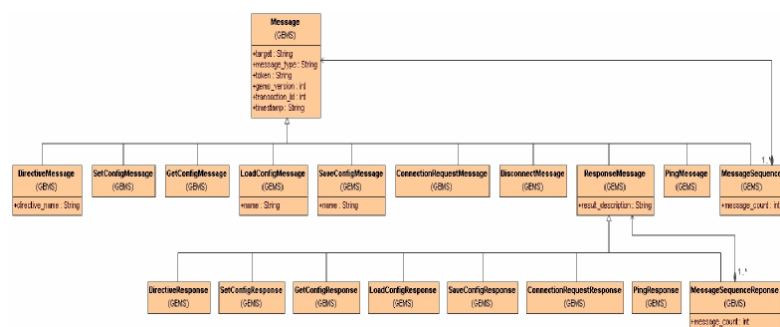 Message
(GEMS)
+target : String
+message_type : String
+token : String
+gems_version : int
+transaction_id : int
+timestamp : String
1..*
DirectiveMessage
(GEMS)
+directive_name : String
SetConfigMessage
(GEMS)
GetConfigMessage
(GEMS)
LoadConfigMessage
(GEMS)
+name : String
SaveConfigMessage
(GEMS)
+name : String
ConnectionRequestMessage
(GEMS)
DisconnectMessage
(GEMS)
ResponseMessage
(GEMS)
+result_description : String
PingMessage
(GEMS)
MessageSequence
(GEMS)
+message_count : int
1..*
DirectiveResponse
(GEMS)
SetConfigResponse
(GEMS)
GetConfigResponse
(GEMS)
LoadConfigResponse
(GEMS)
SaveConfigResponse
(GEMS)
ConnectionRequestResponse
(GEMS)
PingResponse
(GEMS)
MessageSequenceReponse
(GEMS)
+message_count : int